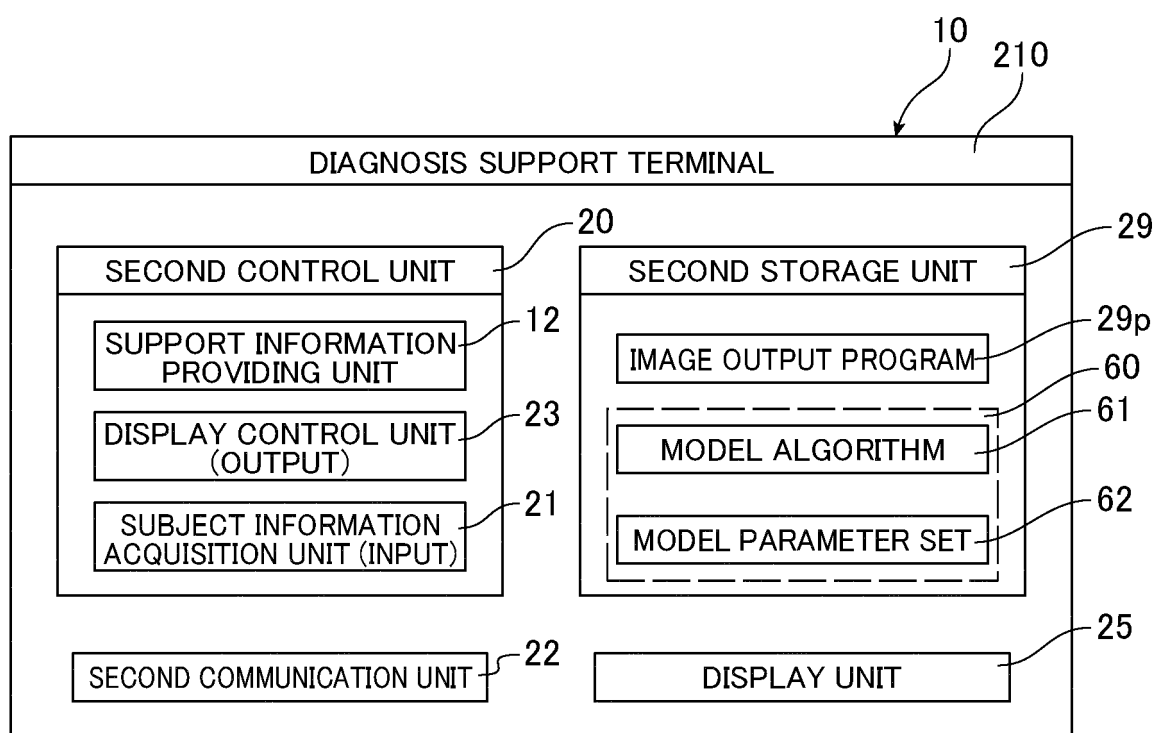 10
210
DIAGNOSIS SUPPORT TERMINAL
20
SECOND CONTROL UNIT
12
SUPPORT INFORMATION
PROVIDING UNIT
23
DISPLAY CONTROL UNIT
(OUTPUT)
21
SUBJECT INFORMATION
ACQUISITION UNIT (INPUT)
29
SECOND STORAGE UNIT
29p
IMAGE OUTPUT PROGRAM
60
61
MODEL ALGORITHM
62
MODEL PARAMETER SET
22
SECOND COMMUNICATION UNIT
25
DISPLAY UNIT